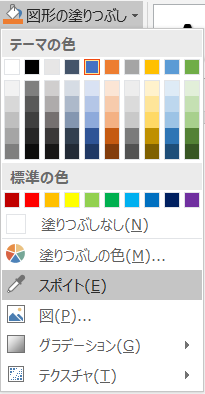 図形の塗りつぶし
テーマの色
標準の色
塗りつぶしなし(N)
塗りつぶしの色(M)...
スポイト(E)
図(P)...
グラデーション(G)
テクスチャ(T)